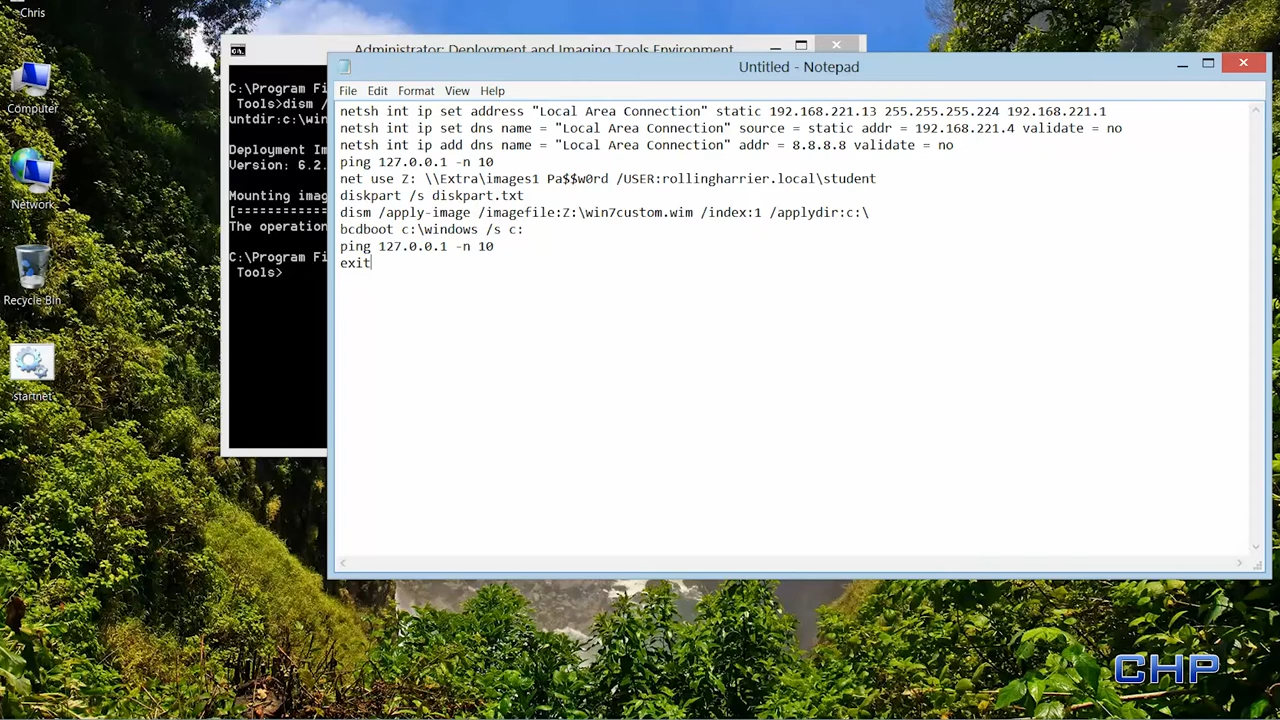 Chris
Computer
Network
Recycle Bin
startnet
Administrator: Deployment and Imaging Tools Environment
C:\Program Fi
Tools>dism /
untdir:c:\win
Deployment Im
Version: 6.2.
Mounting imag
[===========
The operation
C:\Program Fi
Tools>
Untitled - Notepad
File Edit Format View Help
netsh int ip set address "Local Area Connection" static 192.168.221.13 255.255.255.224 192.168.221.1
netsh int ip set dns name = "Local Area Connection" source = static addr = 192.168.221.4 validate = no
netsh int ip add dns name = "Local Area Connection" addr = 8.8.8.8 validate = no
ping 127.0.0.1 -n 10
net use Z: \\Extra\images1 Pa$$w0rd /USER:rollingharrier.local\student
diskpart /s diskpart.txt
dism /apply-image /imagefile:Z:\win7custom.wim /index:1 /applydir:c:\
bcdboot c:\windows /s c:
ping 127.0.0.1 -n 10
exit
CHP